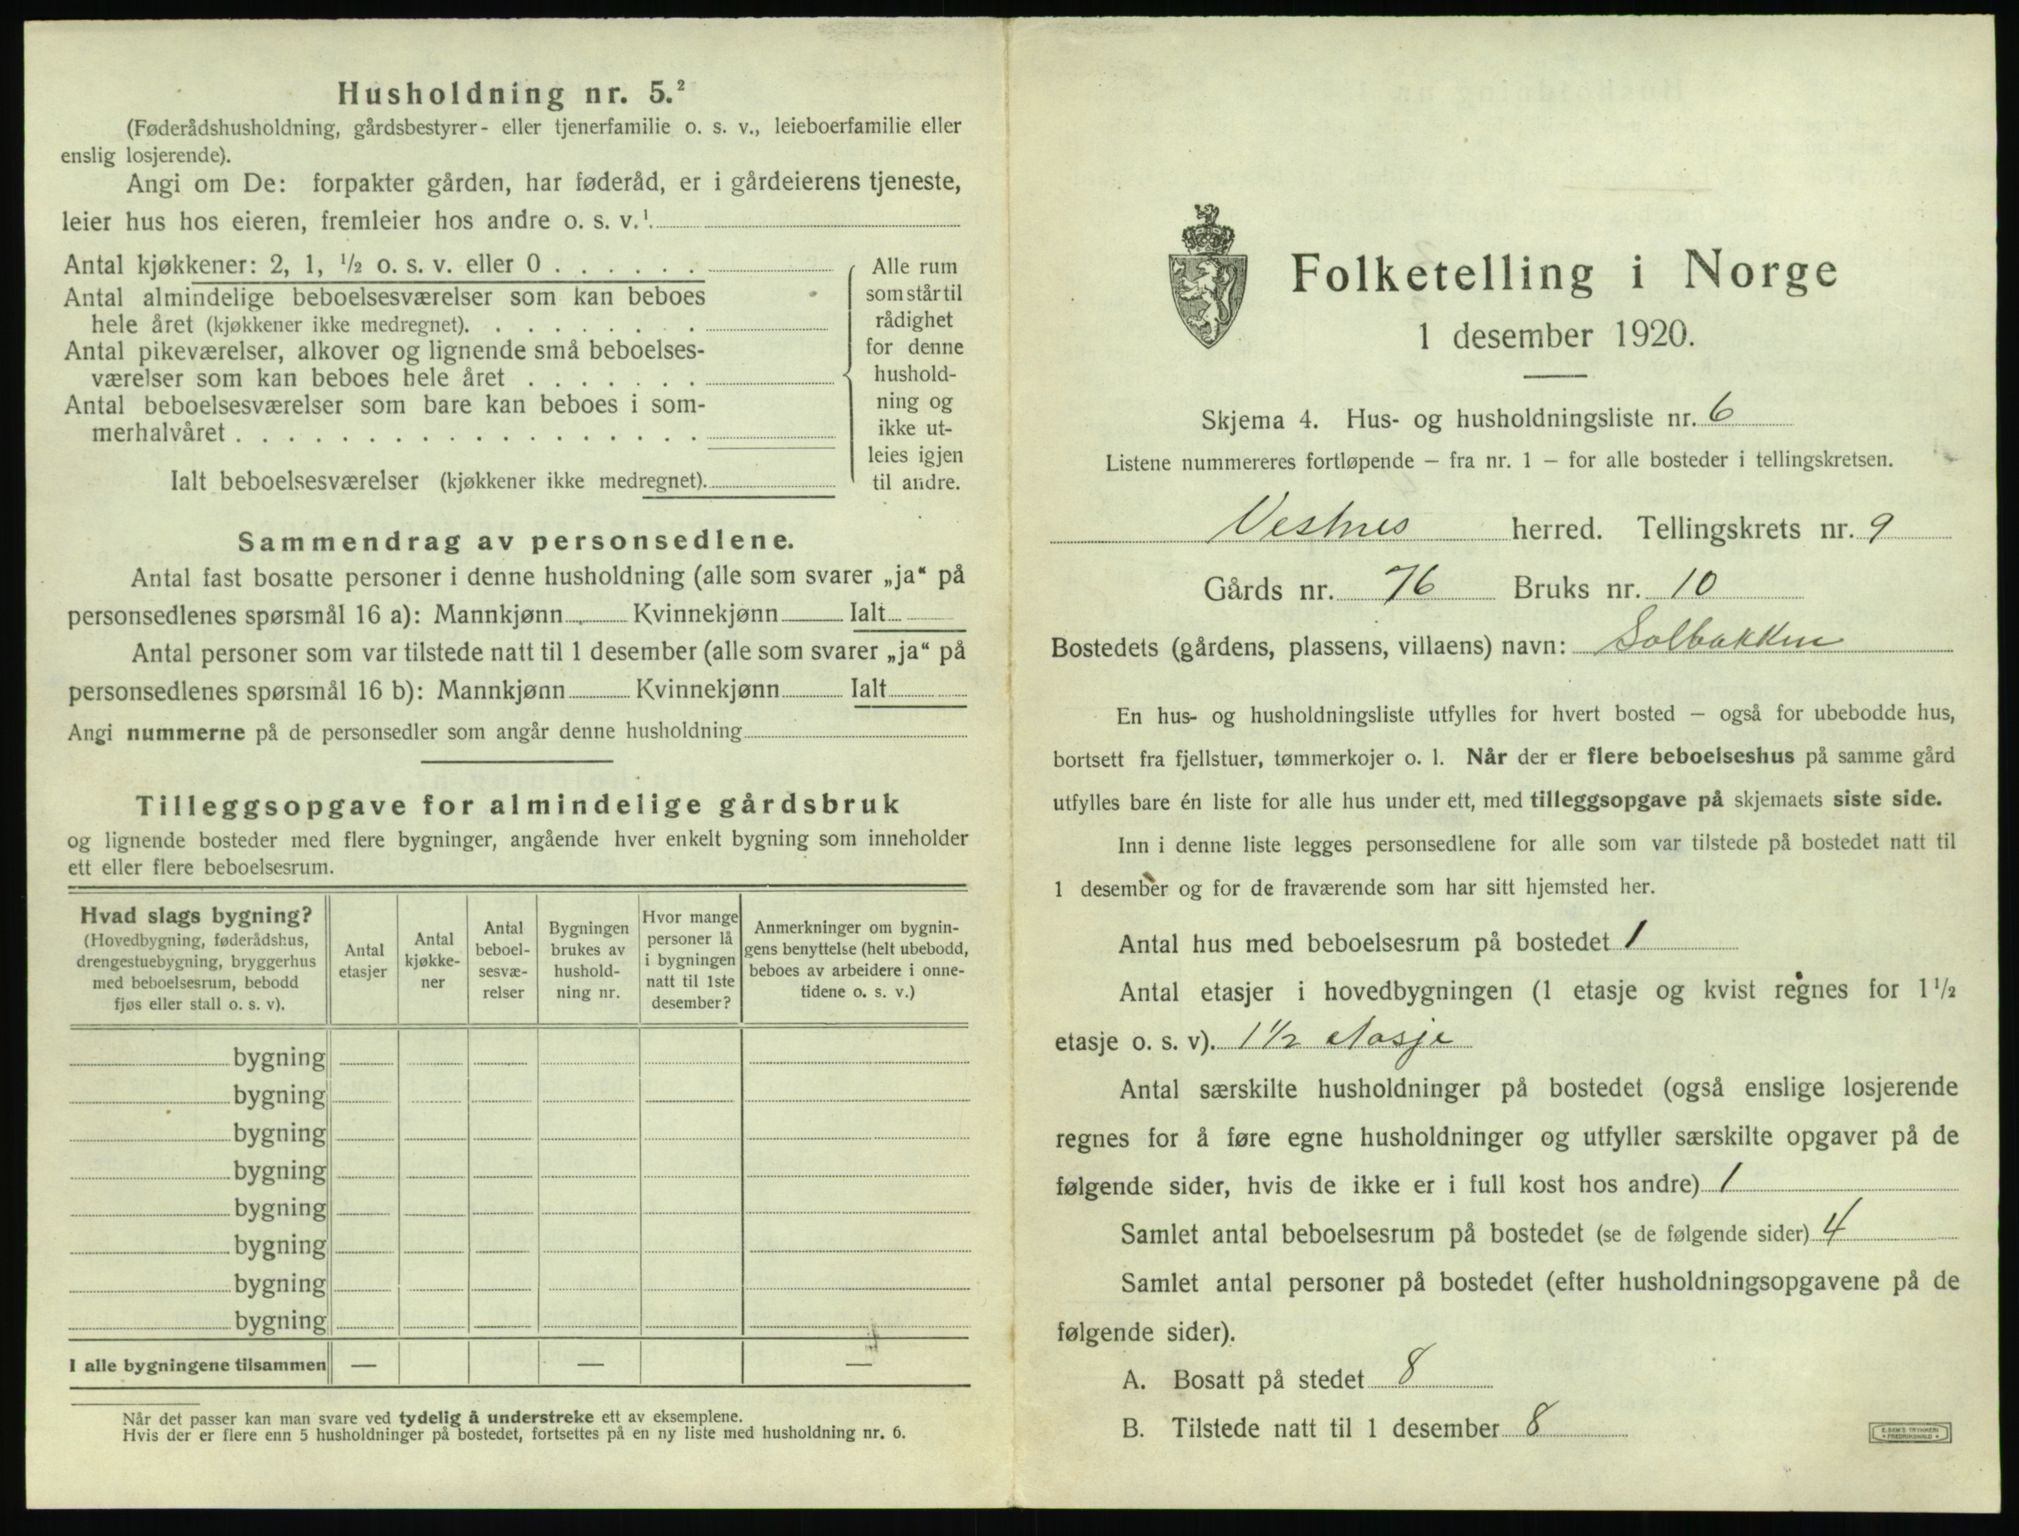 Husholdning nr. 5.²
(Føderådshusholdning, gårdsbestyrer- eller tjenerfamilie o. s. v., leieboerfamilie eller
enslig losjerende).
Angi om De: forpakter gården, har føderåd, er i gårdeierens tjeneste,
leier hus hos eieren, fremleier hos andre o. s. v.¹
Antal kjøkkener: 2, 1, ½ o. s. v. eller 0 . . . . . .
Antal almindelige beboelsesværelser som kan beboes
hele året (kjøkkener ikke medregnet). . . . . . . .
Antal pikeværelser, alkover og lignende små beboelses-
værelser som kan beboes hele året . . . . . . .
Antal beboelsesværelser som bare kan beboes i som-
merhalvåret . . . . . . . . . . . . . . . . . .
Ialt beboelsesværelser (kjøkkener ikke medregnet).
Alle rum
som står til
rådighet
for denne
hushold-
ning og
ikke ut-
leies igjen
til andre.
Sammendrag av personsedlene.
Antal fast bosatte personer i denne husholdning (alle som svarer „ja“ på
personsedlenes spørsmål 16 a): Mannkjønn Kvinnekjønn Ialt
Antal personer som var tilstede natt til 1 desember (alle som svarer „ja“ på
personsedlenes spørsmål 16 b): Mannkjønn Kvinnekjønn Ialt
Angi nummerne på de personsedler som angår denne husholdning
Tilleggsopgave for almindelige gårdsbruk
og lignende bosteder med flere bygninger, angående hver enkelt bygning som inneholder
ett eller flere beboelsesrum.
Hvad slags bygning?
(Hovedbygning, føderådshus,
drengestuebygning, bryggerhus
med beboelsesrum, bebodd
fjøs eller stall o. s. v).
Antal
etasjer
Antal
kjøkke-
ner
Antal
beboel-
sesvæ-
relser
Bygningen
brukes av
hushold-
ning nr.
Hvor mange
personer lå
i bygningen
natt til 1ste
desember?
Anmerkninger om bygnin-
gens benyttelse (helt ubebodd,
beboes av arbeidere i onne-
tidene o. s. v.)
bygning
bygning
bygning
bygning
bygning
bygning
bygning
bygning
I alle bygningene tilsammen — — —
Når det passer kan man svare ved tydelig å understreke ett av eksemplene.
Hvis der er flere enn 5 husholdninger på bostedet, fortsettes på en ny liste med husholdning nr. 6.
Folketelling i Norge
1 desember 1920.
Skjema 4. Hus- og husholdningsliste nr. 6
Listene nummereres fortløpende – fra nr. 1 – for alle bosteder i tellingskretsen.
Vestnes herred. Tellingskrets nr. 9
Gårds nr. 76 Bruks nr. 10
Bostedets (gårdens, plassens, villaens) navn: Solbakken
En hus- og husholdningsliste utfylles for hvert bosted – også for ubebodde hus,
bortsett fra fjellstuer, tømmerkojer o. l. Når der er flere beboelseshus på samme gård
utfylles bare én liste for alle hus under ett, med tilleggsopgave på skjemaets siste side.
Inn i denne liste legges personsedlene for alle som var tilstede på bostedet natt til
1 desember og for de fraværende som har sitt hjemsted her.
Antal hus med beboelsesrum på bostedet 1
Antal etasjer i hovedbygningen (1 etasje og kvist regnes for 1½
etasje o. s. v). 1½ etasje
Antal særskilte husholdninger på bostedet (også enslige losjerende
regnes for å føre egne husholdninger og utfyller særskilte opgaver på de
følgende sider, hvis de ikke er i full kost hos andre) 1
Samlet antal beboelsesrum på bostedet (se de følgende sider) 4
Samlet antal personer på bostedet (efter husholdningsopgavene på de
følgende sider).
A. Bosatt på stedet 8
B. Tilstede natt til 1 desember 8